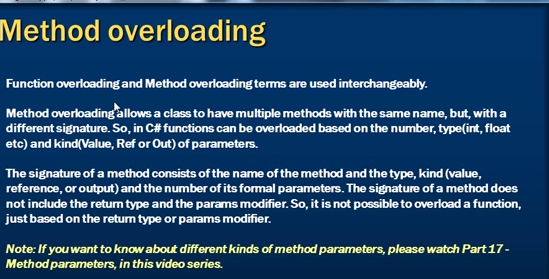 Method overloading
Function overloading and Method overloading terms are used interchangeably.
Method overloading allows a class to have multiple methods with the same name, but, with a
different signature. So, in C# functions can be overloaded based on the number, type(int, float
etc) and kind(Value, Ref or Out) of parameters.
The signature of a method consists of the name of the method and the type, kind (value,
reference, or output) and the number of its formal parameters. The signature of a method does
not include the return type and the params modifier. So, it is not possible to overload a function,
just based on the return type or params modifier.
Note: If you want to know about different kinds of method parameters, please watch Part 17 -
Method parameters, in this video series.